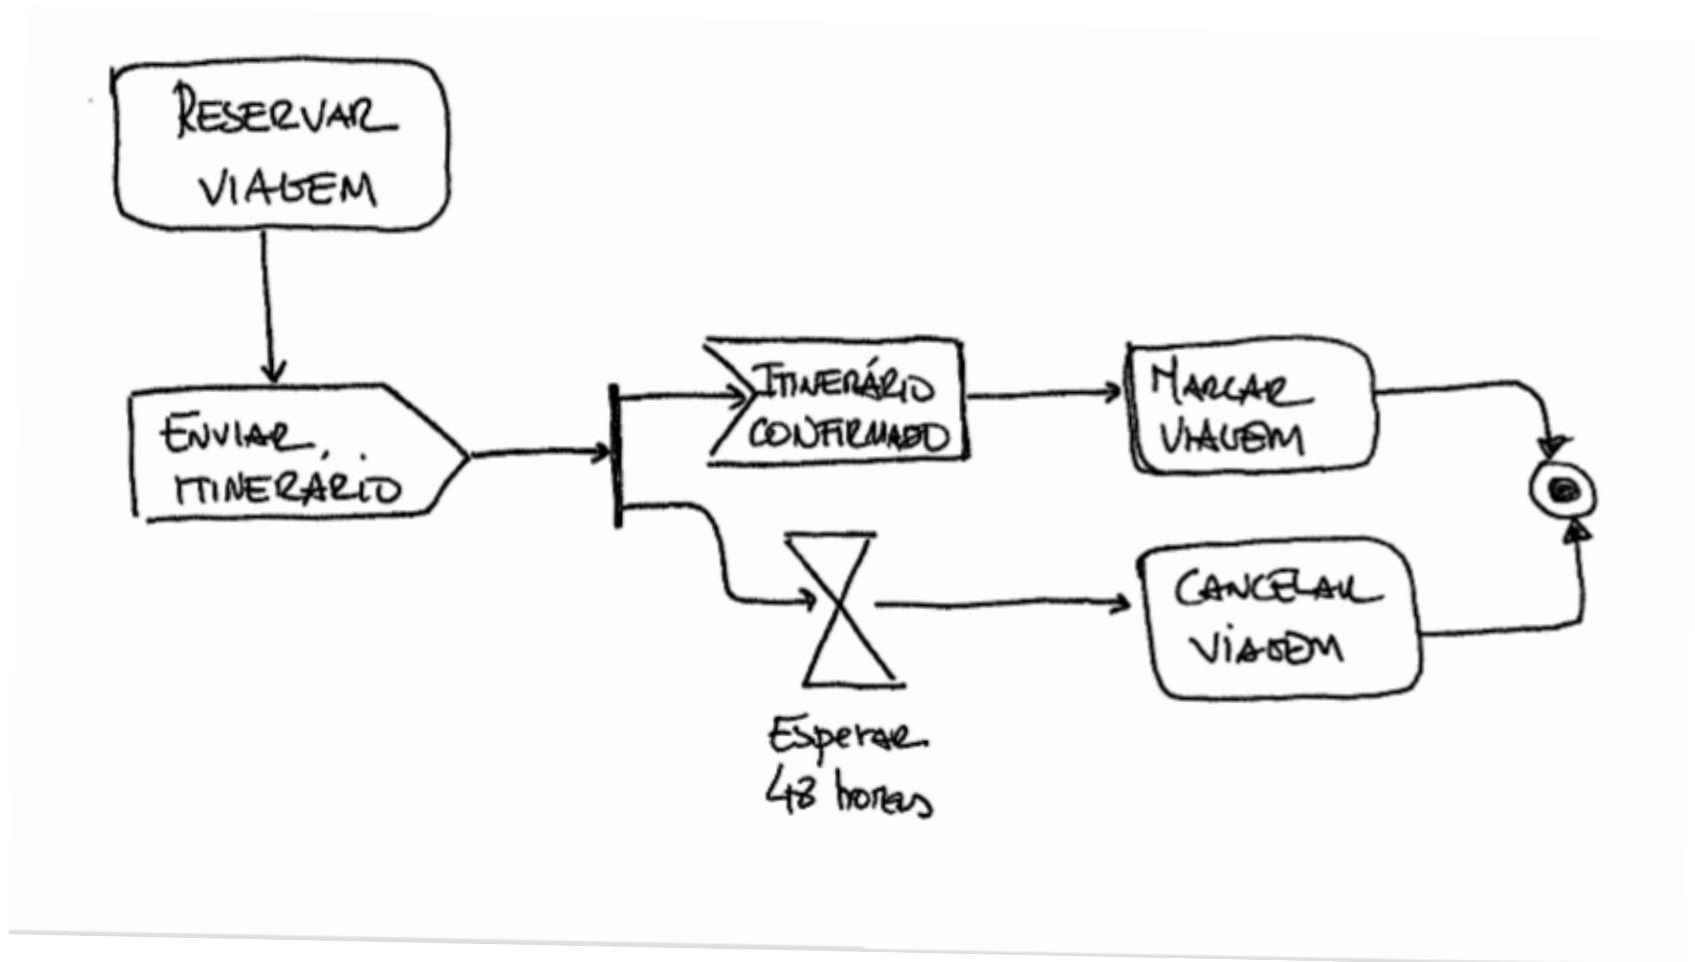 RESERVAR
VIAGEM
ENVIAR
ITINERÁRIO
ITINERÁRIO
CONFIRMADO
MARCAR
VIAGEM
CANCELAR
VIAGEM
Esperar
48 horas